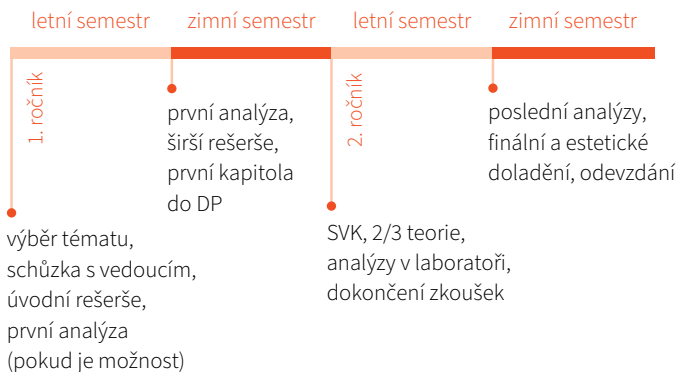 letní semestr
zimní semestr
letní semestr
zimní semestr
1. ročník
výběr tématu,
schůzka s vedoucím,
úvodní rešerše,
první analýza
(pokud je možnost)
první analýza,
širší rešerše,
první kapitola
do DP
2. ročník
SVK, 2/3 teorie,
analýzy v laboratoři,
dokončení zkoušek
poslední analýzy,
finální a estetické
doladění, odevzdání